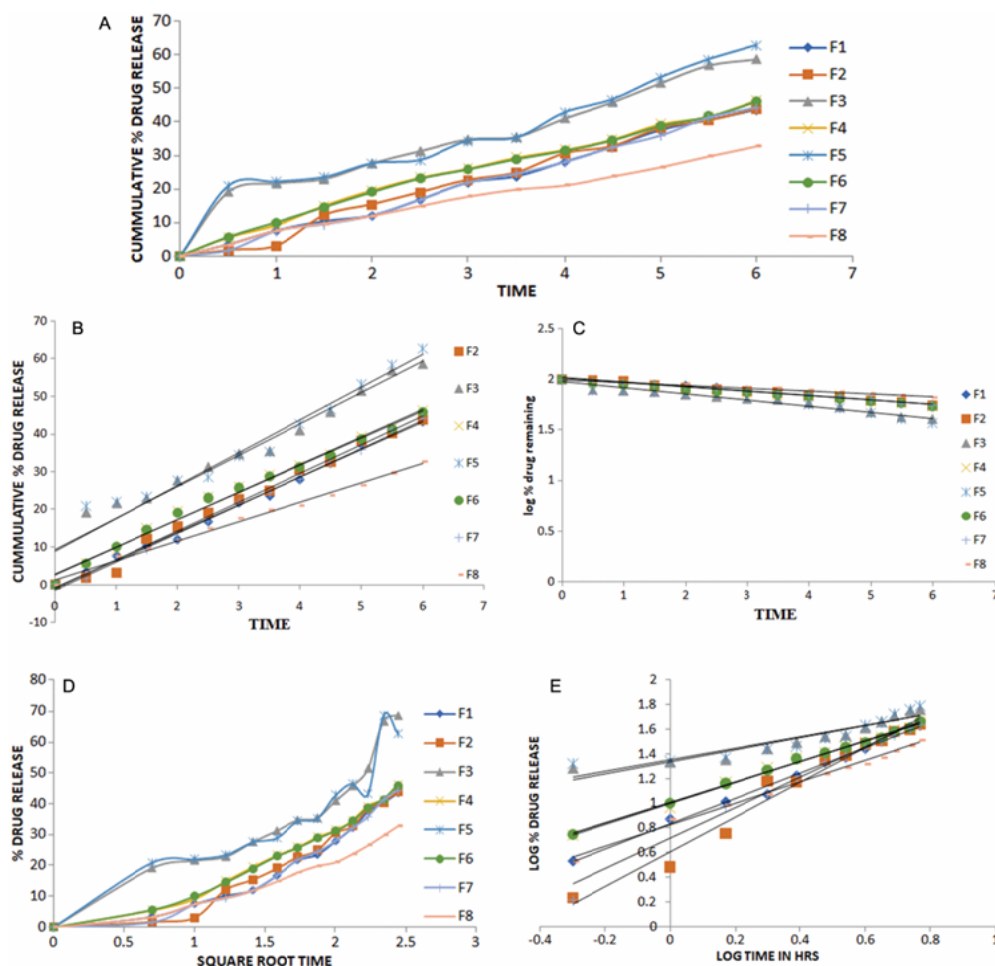 A
CUMMULATIVE % DRUG RELEASE
70
60
50
40
30
20
10
0
0 1 2 3 4 5 6 7
TIME
F1
F2
F3
F4
F5
F6
F7
F8
B
CUMMULATIVE % DRUG RELEASE
70
60
50
40
30
20
10
0
-10
0 1 2 3 4 5 6 7
TIME
F2
F3
F4
F5
F6
F7
F8
C
log % drug remaining
2.5
2
1.5
1
0.5
0
0 1 2 3 4 5 6 7
TIME
F1
F2
F3
F4
F5
F6
F7
F8
D
% DRUG RELEASE
80
70
60
50
40
30
20
10
0
0 0.5 1 1.5 2 2.5 3
SQUARE ROOT TIME
F1
F2
F3
F4
F5
F6
F7
F8
E
LOG % DRUG RELEASE
2
1.8
1.6
1.4
1.2
1
0.8
0.6
0.4
0.2
0
-0.4 -0.2 0 0.2 0.4 0.6 0.8 1
LOG TIME IN HRS